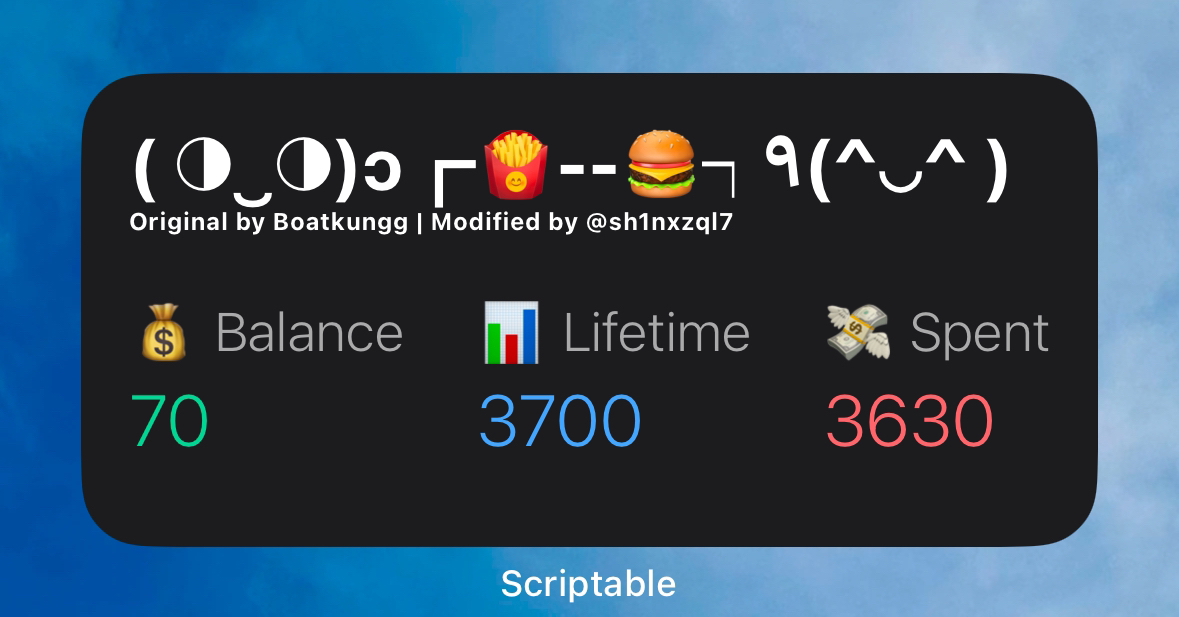 ( ◑‿◑)ɔ ┌🍟--🍔┐ ٩(^◡^ )
Original by Boatkungg | Modified by @sh1nxzql7
💰 Balance 📊 Lifetime 💸 Spent
70 3700 3630
Scriptable